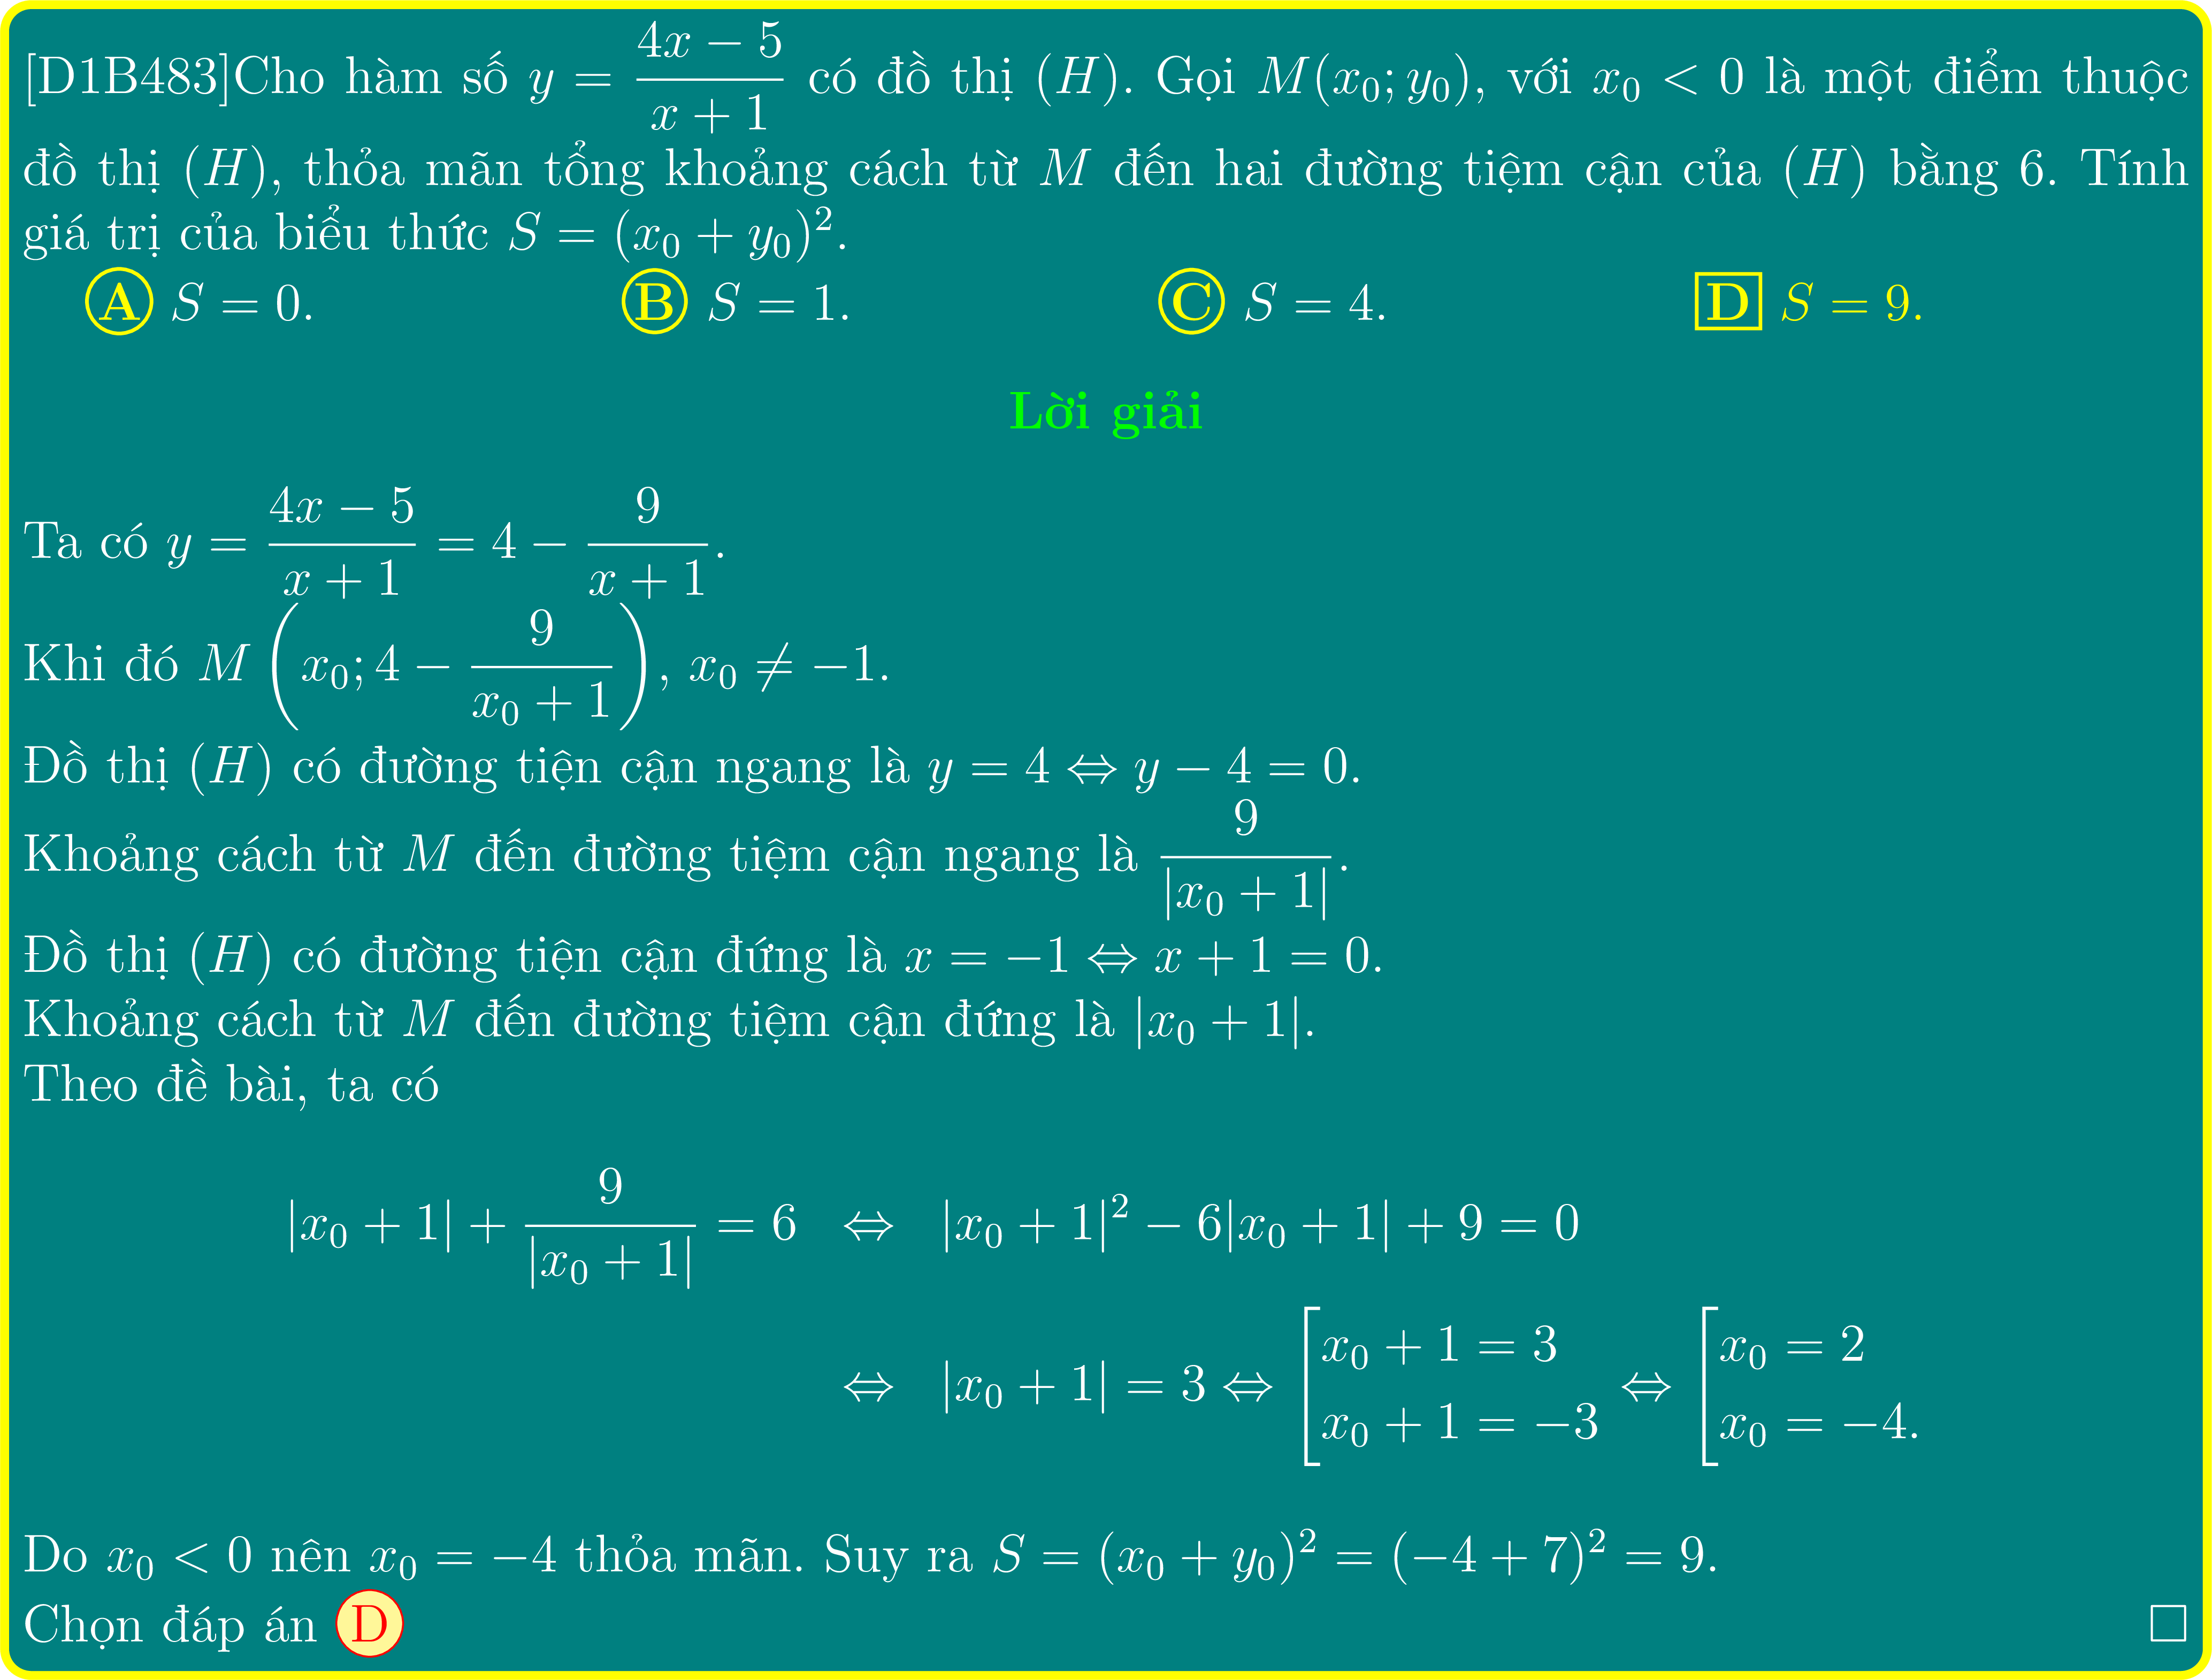 [D1B483]Cho hàm số $y = \dfrac{4x-5}{x+1}$ có đồ thị $(H)$. Gọi $M(x_0; y_0)$, với $x_0 < 0$ là một điểm thuộc
đồ thị $(H)$, thỏa mãn tổng khoảng cách từ $M$ đến hai đường tiệm cận của $(H)$ bằng 6. Tính
giá trị của biểu thức $S = (x_0 + y_0)^2$.
A $S = 0$. B $S = 1$. C $S = 4$. D $S = 9$.
Lời giải
Ta có $y = \dfrac{4x-5}{x+1} = 4 - \dfrac{9}{x+1}$.
Khi đó $M\left(x_0; 4 - \dfrac{9}{x_0+1}\right)$, $x_0 \neq -1$.
Đồ thị $(H)$ có đường tiện cận ngang là $y = 4 \Leftrightarrow y - 4 = 0$.
Khoảng cách từ $M$ đến đường tiệm cận ngang là $\dfrac{9}{|x_0+1|}$.
Đồ thị $(H)$ có đường tiện cận đứng là $x = -1 \Leftrightarrow x + 1 = 0$.
Khoảng cách từ $M$ đến đường tiệm cận đứng là $|x_0 + 1|$.
Theo đề bài, ta có
$|x_0+1| + \dfrac{9}{|x_0+1|} = 6 \Leftrightarrow |x_0+1|^2 - 6|x_0+1| + 9 = 0$
$\Leftrightarrow |x_0+1| = 3 \Leftrightarrow \left[\begin{array}{l} x_0+1 = 3 \\ x_0+1 = -3 \end{array}\right. \Leftrightarrow \left[\begin{array}{l} x_0 = 2 \\ x_0 = -4. \end{array}\right.$
Do $x_0 < 0$ nên $x_0 = -4$ thỏa mãn. Suy ra $S = (x_0 + y_0)^2 = (-4 + 7)^2 = 9$.
Chọn đáp án D □